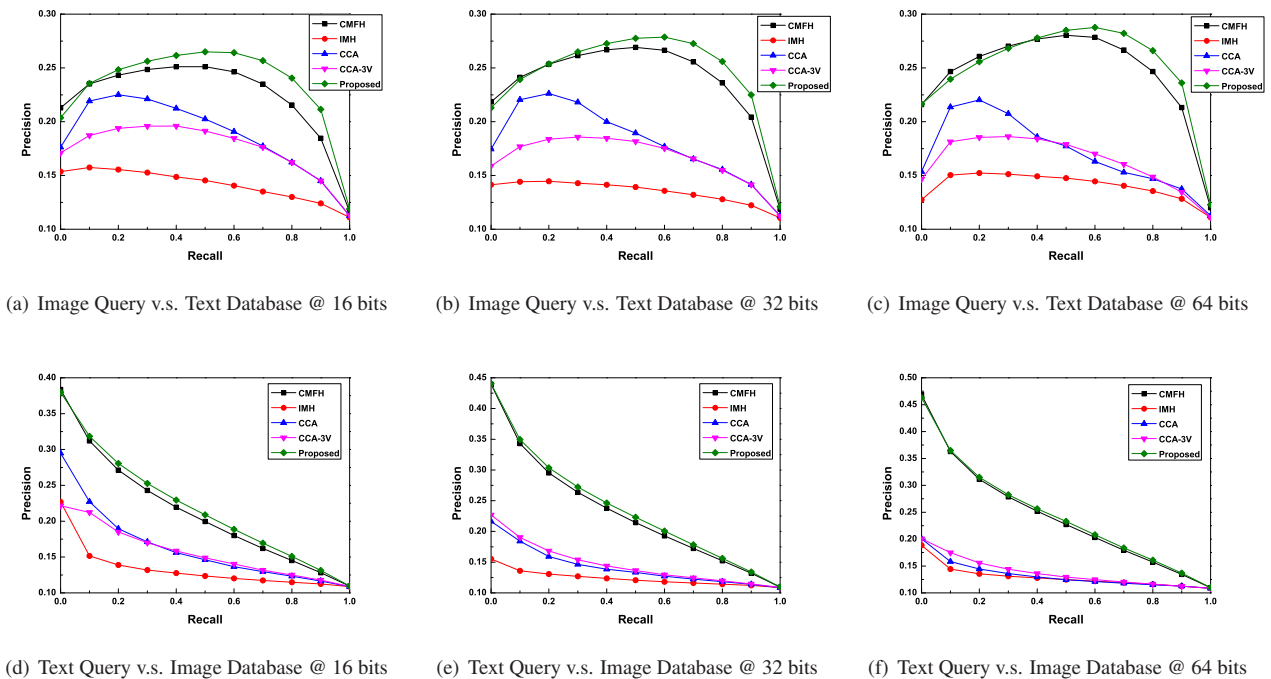 0.30
0.25
0.20
0.15
0.10
Precision
0.0 0.2 0.4 0.6 0.8 1.0
Recall
CMFH
IMH
CCA
CCA-3V
Proposed
(a) Image Query v.s. Text Database @ 16 bits
0.30
0.25
0.20
0.15
0.10
Precision
0.0 0.2 0.4 0.6 0.8 1.0
Recall
CMFH
IMH
CCA
CCA-3V
Proposed
(b) Image Query v.s. Text Database @ 32 bits
0.30
0.25
0.20
0.15
0.10
Precision
0.0 0.2 0.4 0.6 0.8 1.0
Recall
CMFH
IMH
CCA
CCA-3V
Proposed
(c) Image Query v.s. Text Database @ 64 bits
0.40
0.35
0.30
0.25
0.20
0.15
0.10
Precision
0.0 0.2 0.4 0.6 0.8 1.0
Recall
CMFH
IMH
CCA
CCA-3V
Proposed
(d) Text Query v.s. Image Database @ 16 bits
0.45
0.40
0.35
0.30
0.25
0.20
0.15
0.10
Precision
0.0 0.2 0.4 0.6 0.8 1.0
Recall
CMFH
IMH
CCA
CCA-3V
Proposed
(e) Text Query v.s. Image Database @ 32 bits
0.50
0.45
0.40
0.35
0.30
0.25
0.20
0.15
0.10
Precision
0.0 0.2 0.4 0.6 0.8 1.0
Recall
CMFH
IMH
CCA
CCA-3V
Proposed
(f) Text Query v.s. Image Database @ 64 bits